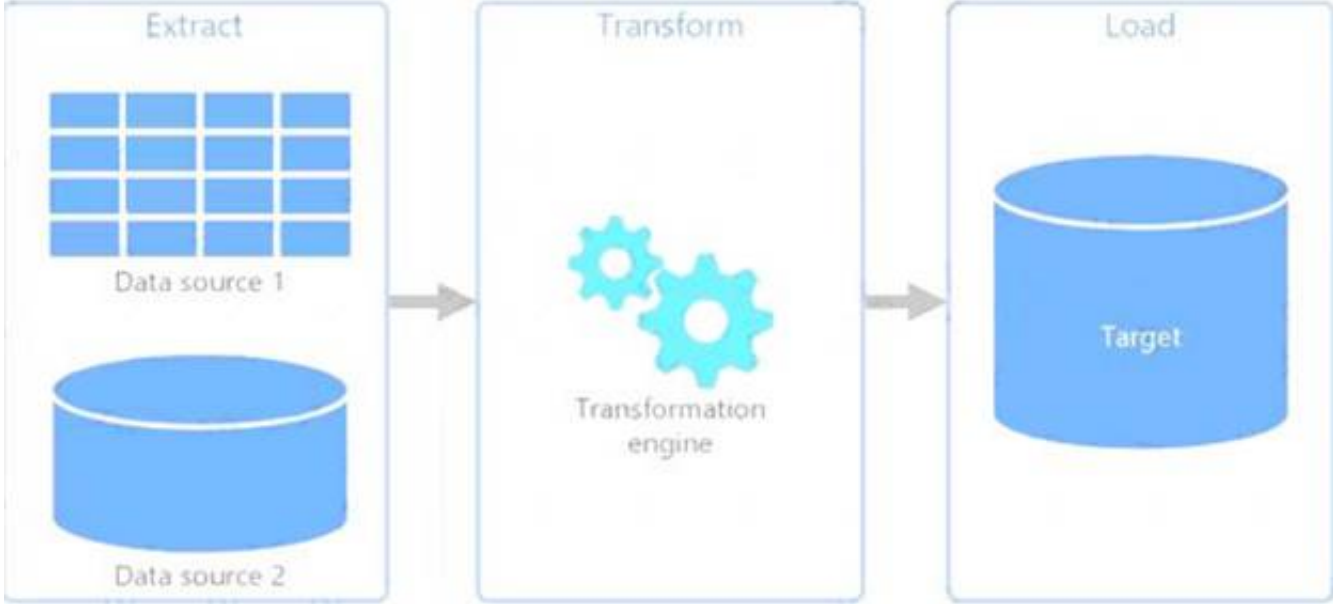 Extract
Data source 1
Data source 2
Transform
Transformation
engine
Load
Target